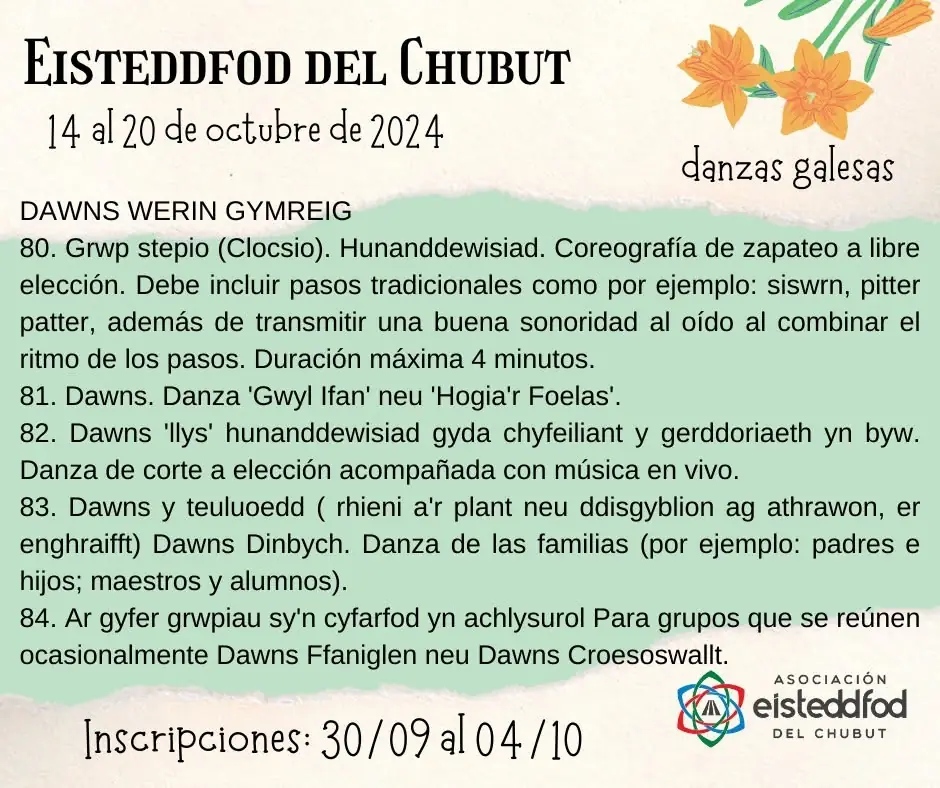 EISTEDDFOD DEL CHUBUT
14 al 20 de octubre de 2024
danzas galesas
DAWNS WERIN GYMREIG
80. Grwp stepio (Clocsio). Hunanddewisiad. Coreografía de zapateo a libre
elección. Debe incluir pasos tradicionales como por ejemplo: siswrn, pitter
patter, además de transmitir una buena sonoridad al oído al combinar el
ritmo de los pasos. Duración máxima 4 minutos.
81. Dawns. Danza 'Gwyl Ifan' neu 'Hogia'r Foelas'.
82. Dawns 'llys' hunanddewisiad gyda chyfeiliant y gerddoriaeth yn byw.
Danza de corte a elección acompañada con música en vivo.
83. Dawns y teuluoedd ( rhieni a'r plant neu ddisgyblion ag athrawon, er
enghraifft) Dawns Dinbych. Danza de las familias (por ejemplo: padres e
hijos; maestros y alumnos).
84. Ar gyfer grwpiau sy'n cyfarfod yn achlysurol Para grupos que se reúnen
ocasionalmente Dawns Ffaniglen neu Dawns Croesoswallt.
Inscripciones: 30/09 al 04/10
ASOCIACIÓN
eisteddfod
DEL CHUBUT